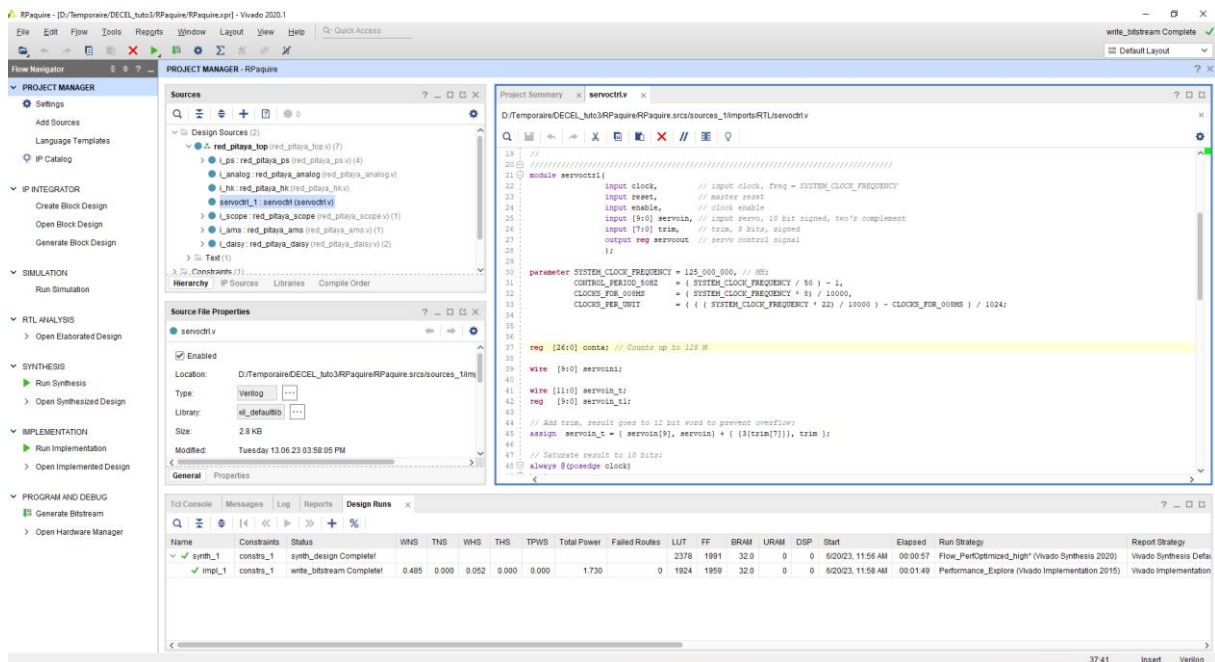 RPaquire - [D:/Temporaire/DECEL_tuto3/RPaquire/RPaquire.xpr] - Vivado 2020.1
File Edit Flow Tools Reports Window Layout View Help Quick Access
write_bitstream Complete
Default Layout
Flow Navigator
PROJECT MANAGER - RPaquire
PROJECT MANAGER
Settings
Add Sources
Language Templates
IP Catalog
IP INTEGRATOR
Create Block Design
Open Block Design
Generate Block Design
SIMULATION
Run Simulation
RTL ANALYSIS
Open Elaborated Design
SYNTHESIS
Run Synthesis
Open Synthesized Design
IMPLEMENTATION
Run Implementation
Open Implemented Design
PROGRAM AND DEBUG
Generate Bitstream
Open Hardware Manager
Sources
0
Design Sources (2)
red_pitaya_top (red_pitaya_top.v) (7)
i_ps : red_pitaya_ps (red_pitaya_ps.v) (4)
i_analog : red_pitaya_analog (red_pitaya_analog.v)
i_hk : red_pitaya_hk (red_pitaya_hk.v)
servoctrl_1 : servoctrl (servoctrl.v)
i_scope : red_pitaya_scope (red_pitaya_scope.v) (1)
i_ams : red_pitaya_ams (red_pitaya_ams.v) (1)
i_daisy : red_pitaya_daisy (red_pitaya_daisy.v) (2)
Text (1)
Constraints (1)
Hierarchy IP Sources Libraries Compile Order
Source File Properties
servoctrl.v
Enabled
Location: D:/Temporaire/DECEL_tuto3/RPaquire/RPaquire.srcs/sources_1/imp
Type: Verilog
Library: xil_defaultlib
Size: 2.8 KB
Modified: Tuesday 13.06.23 03:58:05 PM
General Properties
Project Summary servoctrl.v
D:/Temporaire/DECEL_tuto3/RPaquire/RPaquire.srcs/sources_1/imports/RTL/servoctrl.v
19 //
20 ////////////////////////////////////////////////////////////////////////////////
21 module servoctrl(
22 input clock, // input clock, freq = SYSTEM_CLOCK_FREQUENCY
23 input reset, // master reset
24 input enable, // clock enable
25 input [9:0] servoin, // input servo, 10 bit signed, two's complement
26 input [7:0] trim, // trim, 8 bits, signed
27 output reg servoout // servo control signal
28 );
29
30 parameter SYSTEM_CLOCK_FREQUENCY = 125_000_000, // MHz
31 CONTROL_PERIOD_50HZ = ( SYSTEM_CLOCK_FREQUENCY / 50 ) - 1,
32 CLOCKS_FOR_008MS = ( SYSTEM_CLOCK_FREQUENCY * 8) / 10000,
33 CLOCKS_PER_UNIT = ( ( ( SYSTEM_CLOCK_FREQUENCY * 22) / 10000 ) - CLOCKS_FOR_008MS ) / 1024;
34
35
36
37 reg [26:0] conta; // Counts up to 128 M
38
39 wire [9:0] servoini;
40
41 wire [11:0] servoin_t;
42 reg [9:0] servoin_t1;
43
44 // Add trim, result goes to 12 bit word to prevent overflow:
45 assign servoin_t = { servoin[9], servoin} + { {3{trim[7]}}, trim };
46
47 // Saturate result to 10 bits:
48 always @(posedge clock)
Tcl Console Messages Log Reports Design Runs
Name Constraints Status WNS TNS WHS THS TPWS Total Power Failed Routes LUT FF BRAM URAM DSP Start Elapsed Run Strategy Report Strategy
synth_1 constrs_1 synth_design Complete! 2378 1991 32.0 0 0 6/20/23, 11:56 AM 00:00:57 Flow_PerfOptimized_high* (Vivado Synthesis 2020) Vivado Synthesis Defau
impl_1 constrs_1 write_bitstream Complete! 0.485 0.000 0.052 0.000 0.000 1.730 0 1924 1959 32.0 0 0 6/20/23, 11:58 AM 00:01:49 Performance_Explore (Vivado Implementation 2015) Vivado Implementation
37:41 Insert Verilog